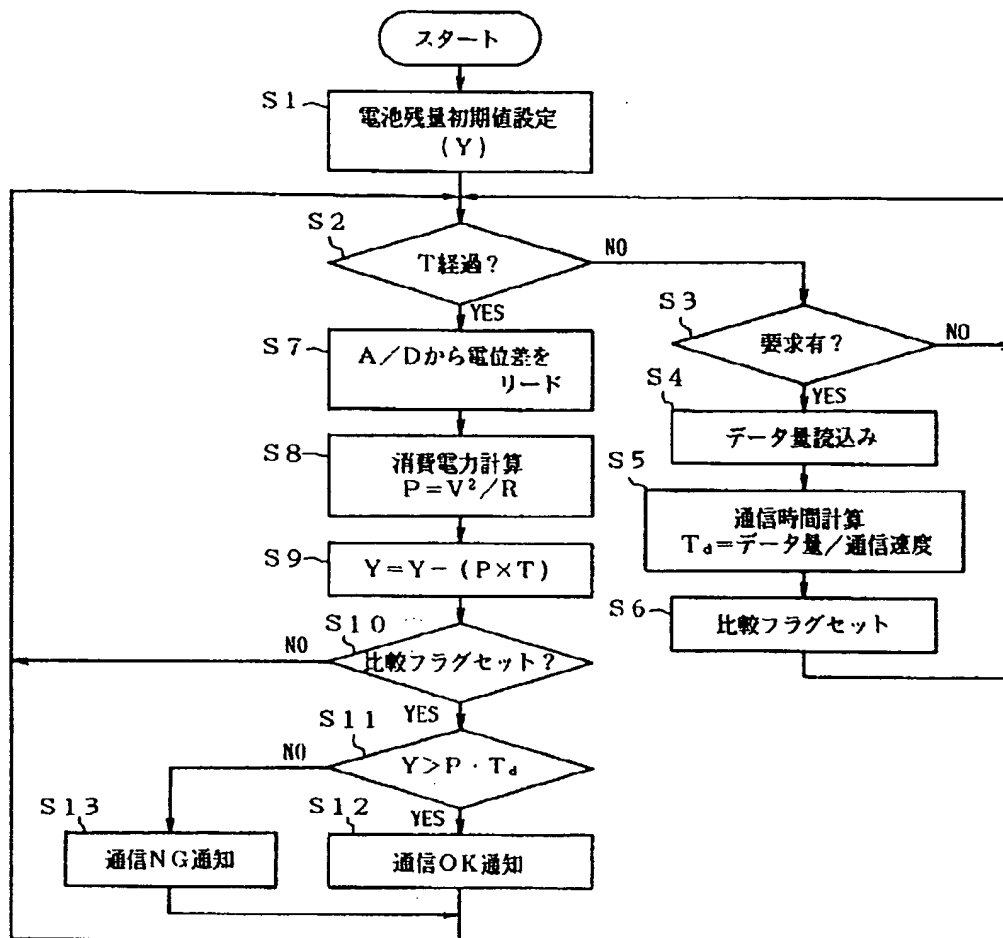 スタート
S1
電池残量初期値設定
(Y)
S2
T経過?
NO
YES
S3
要求有?
NO
YES
S7
A/Dから電位差を
リード
S4
データ量読込み
S8
消費電力計算
P=V²/R
S5
通信時間計算
Td=データ量/通信速度
S9
Y=Y-(P×T)
S6
比較フラグセット
S10
NO
比較フラグセット?
YES
S11
NO
Y>P・Td
YES
S13
通信NG通知
S12
通信OK通知